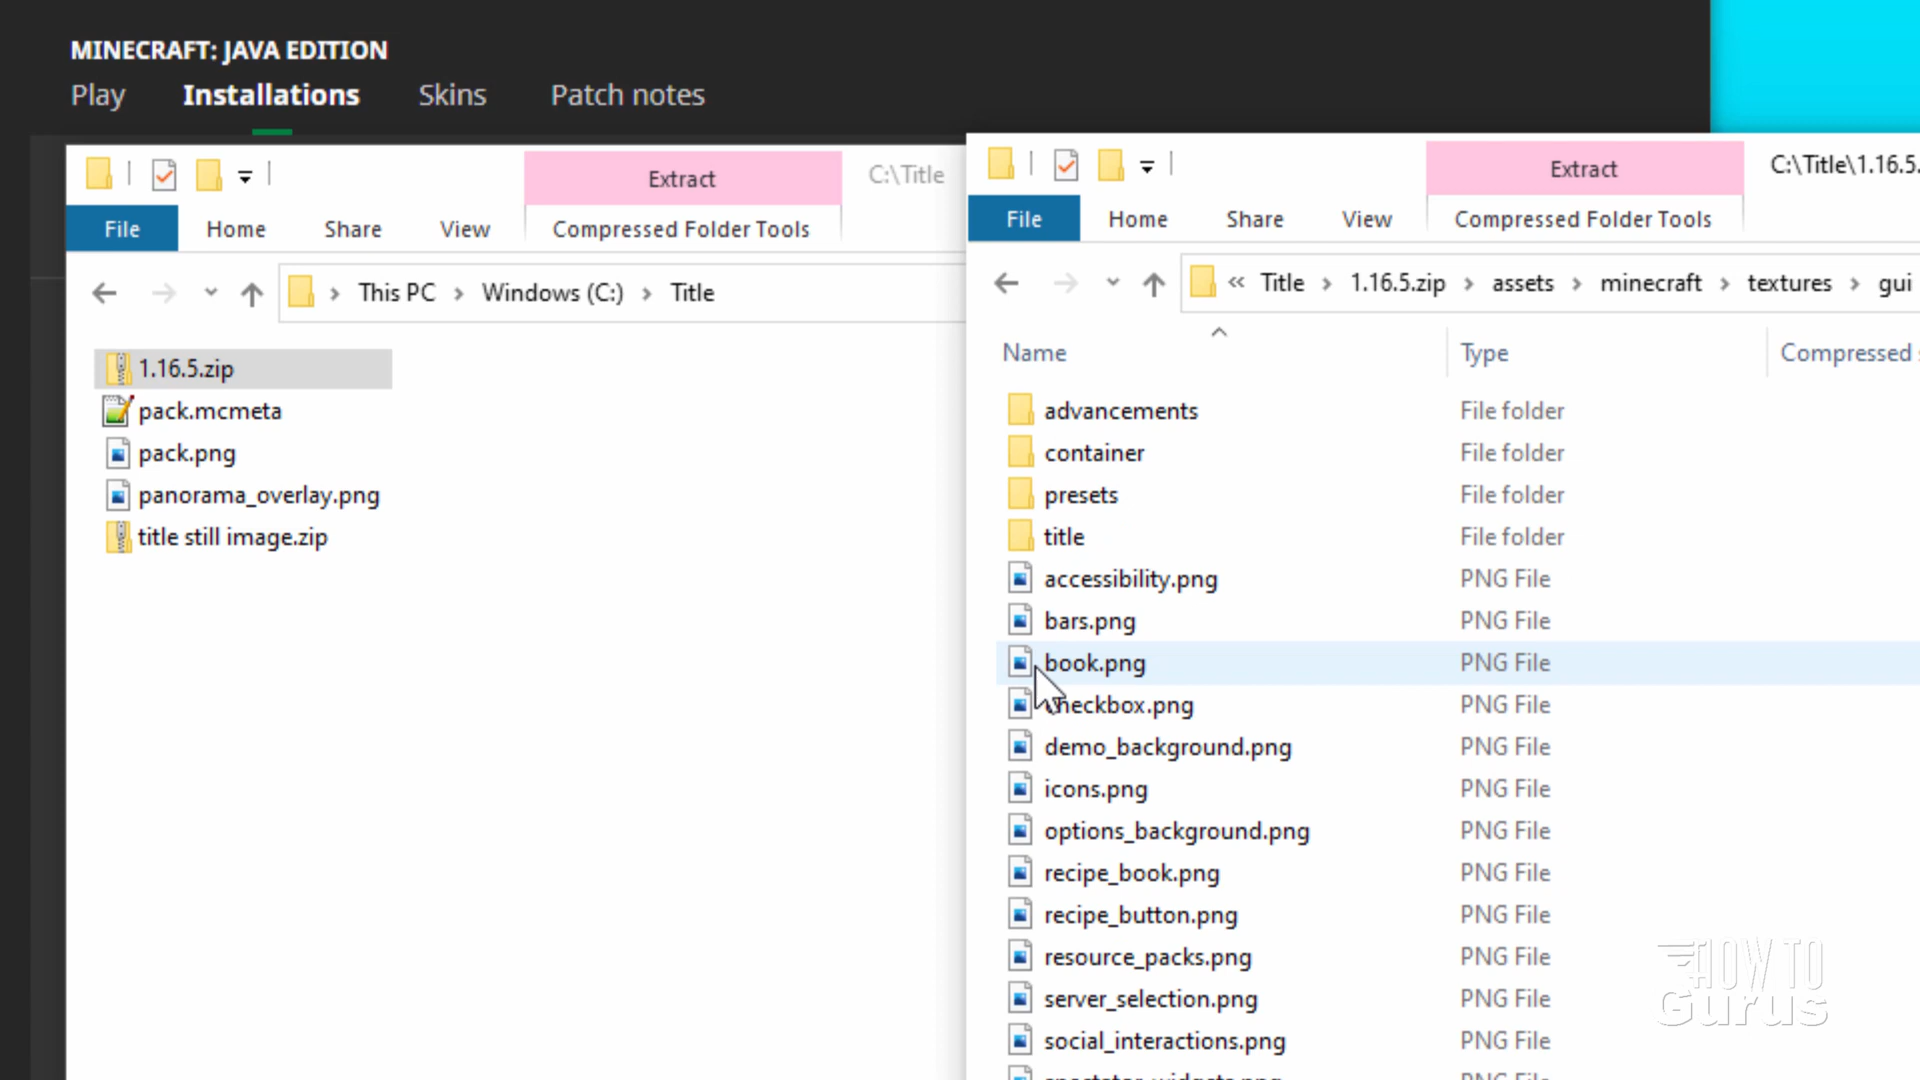 MINECRAFT: JAVA EDITION
Play Installations Skins Patch notes
Extract C:\Title
File Home Share View Compressed Folder Tools
This PC Windows (C:) Title
1.16.5.zip
pack.mcmeta
pack.png
panorama_overlay.png
title still image.zip
Extract C:\Title\1.16.5.
File Home Share View Compressed Folder Tools
« Title 1.16.5.zip assets minecraft textures gui
Name Type Compressed
advancements File folder
container File folder
presets File folder
title File folder
accessibility.png PNG File
bars.png PNG File
book.png PNG File
checkbox.png PNG File
demo_background.png PNG File
icons.png PNG File
options_background.png PNG File
recipe_book.png PNG File
recipe_button.png PNG File
resource_packs.png PNG File
server_selection.png PNG File
social_interactions.png PNG File
HOW TO
Gurus